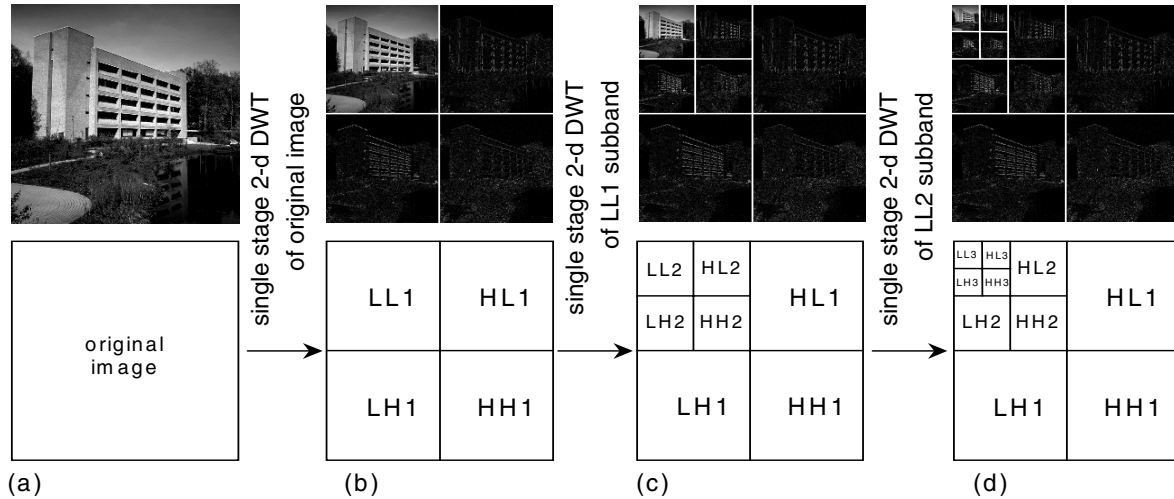 single stage 2-d DWT
of original image
single stage 2-d DWT
of LL1 subband
single stage 2-d DWT
of LL2 subband
original
image
LL1
HL1
LH1
HH1
LL2
HL2
LH2
HH2
HL1
LH1
HH1
LL3
HL3
LH3
HH3
HL2
LH2
HH2
HL1
LH1
HH1
(a)
(b)
(c)
(d)